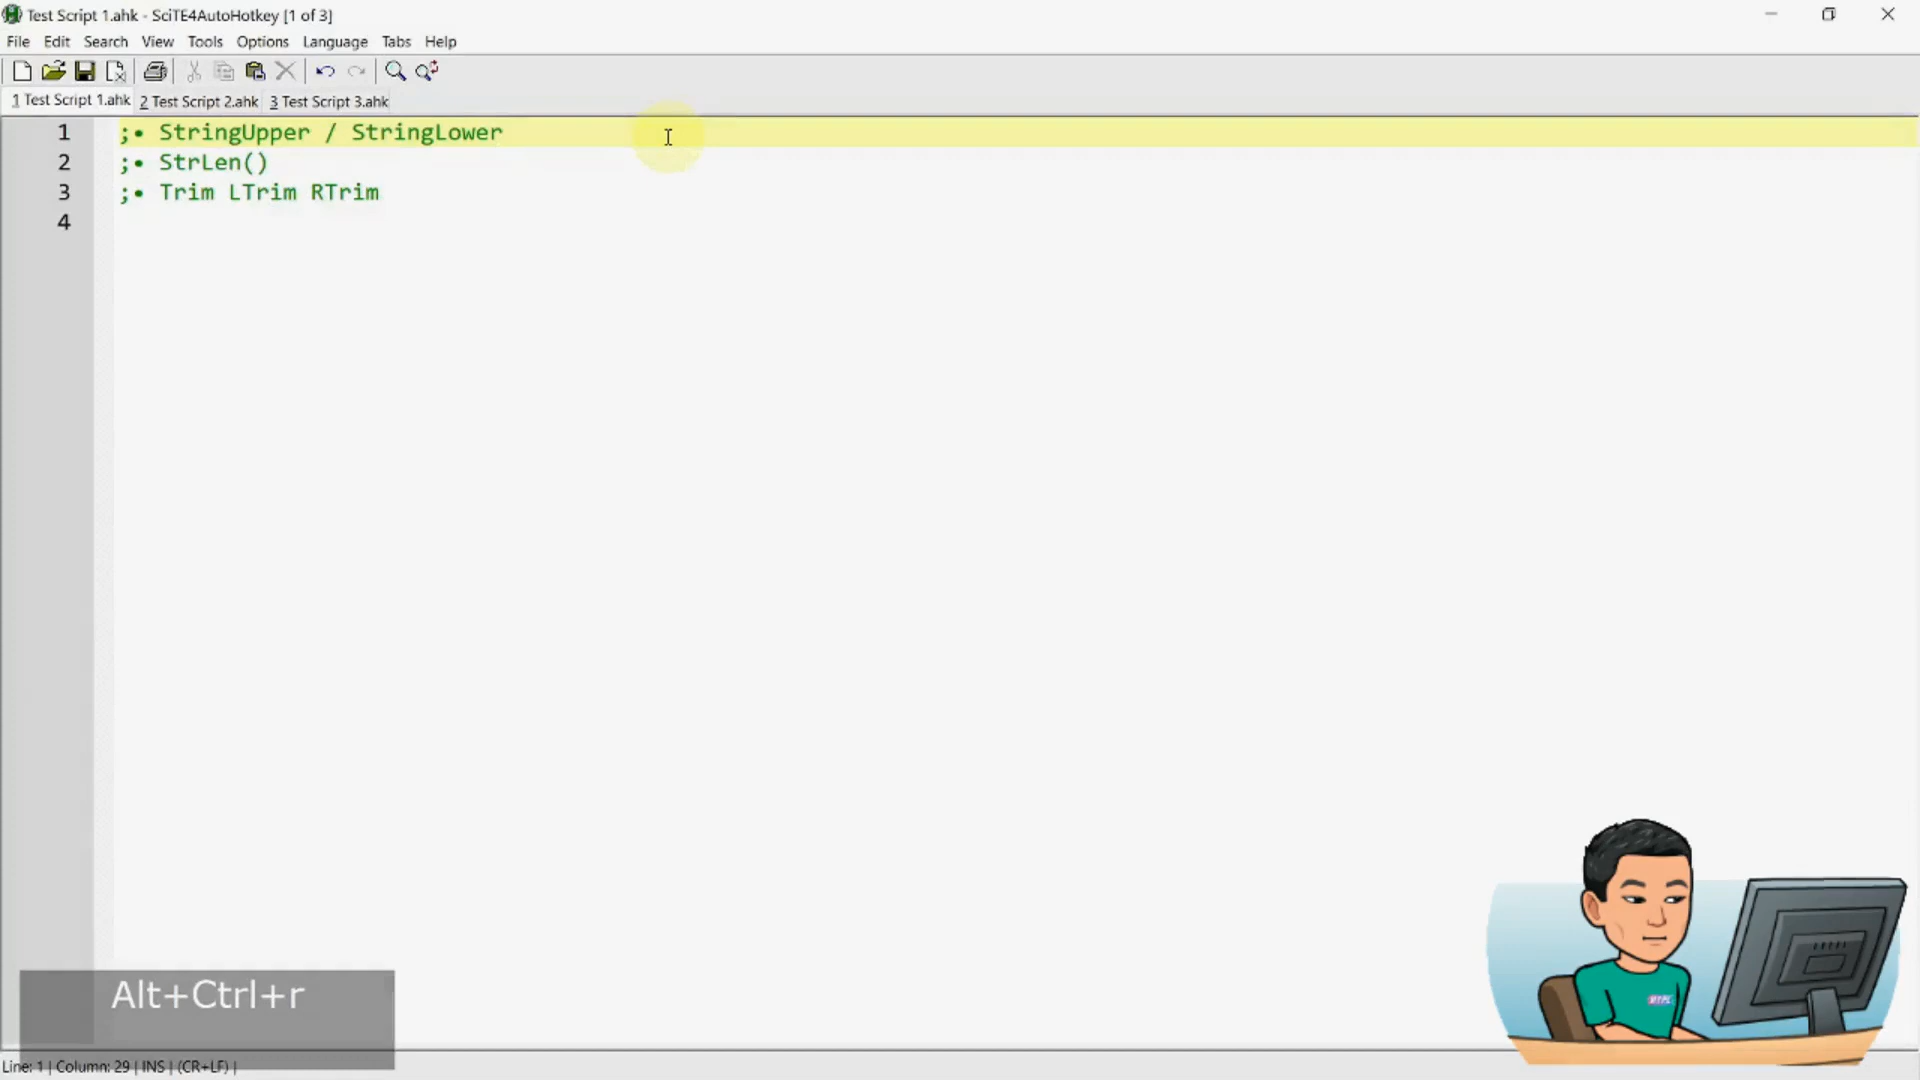 Test Script 1.ahk - SciTE4AutoHotkey [1 of 3]
File Edit Search View Tools Options Language Tabs Help
1 Test Script 1.ahk 2 Test Script 2.ahk 3 Test Script 3.ahk
1 ;• StringUpper / StringLower
2 ;• StrLen()
3 ;• Trim LTrim RTrim
4
Alt+Ctrl+r
Line: 1 | Column: 29 | INS | (CR+LF) |